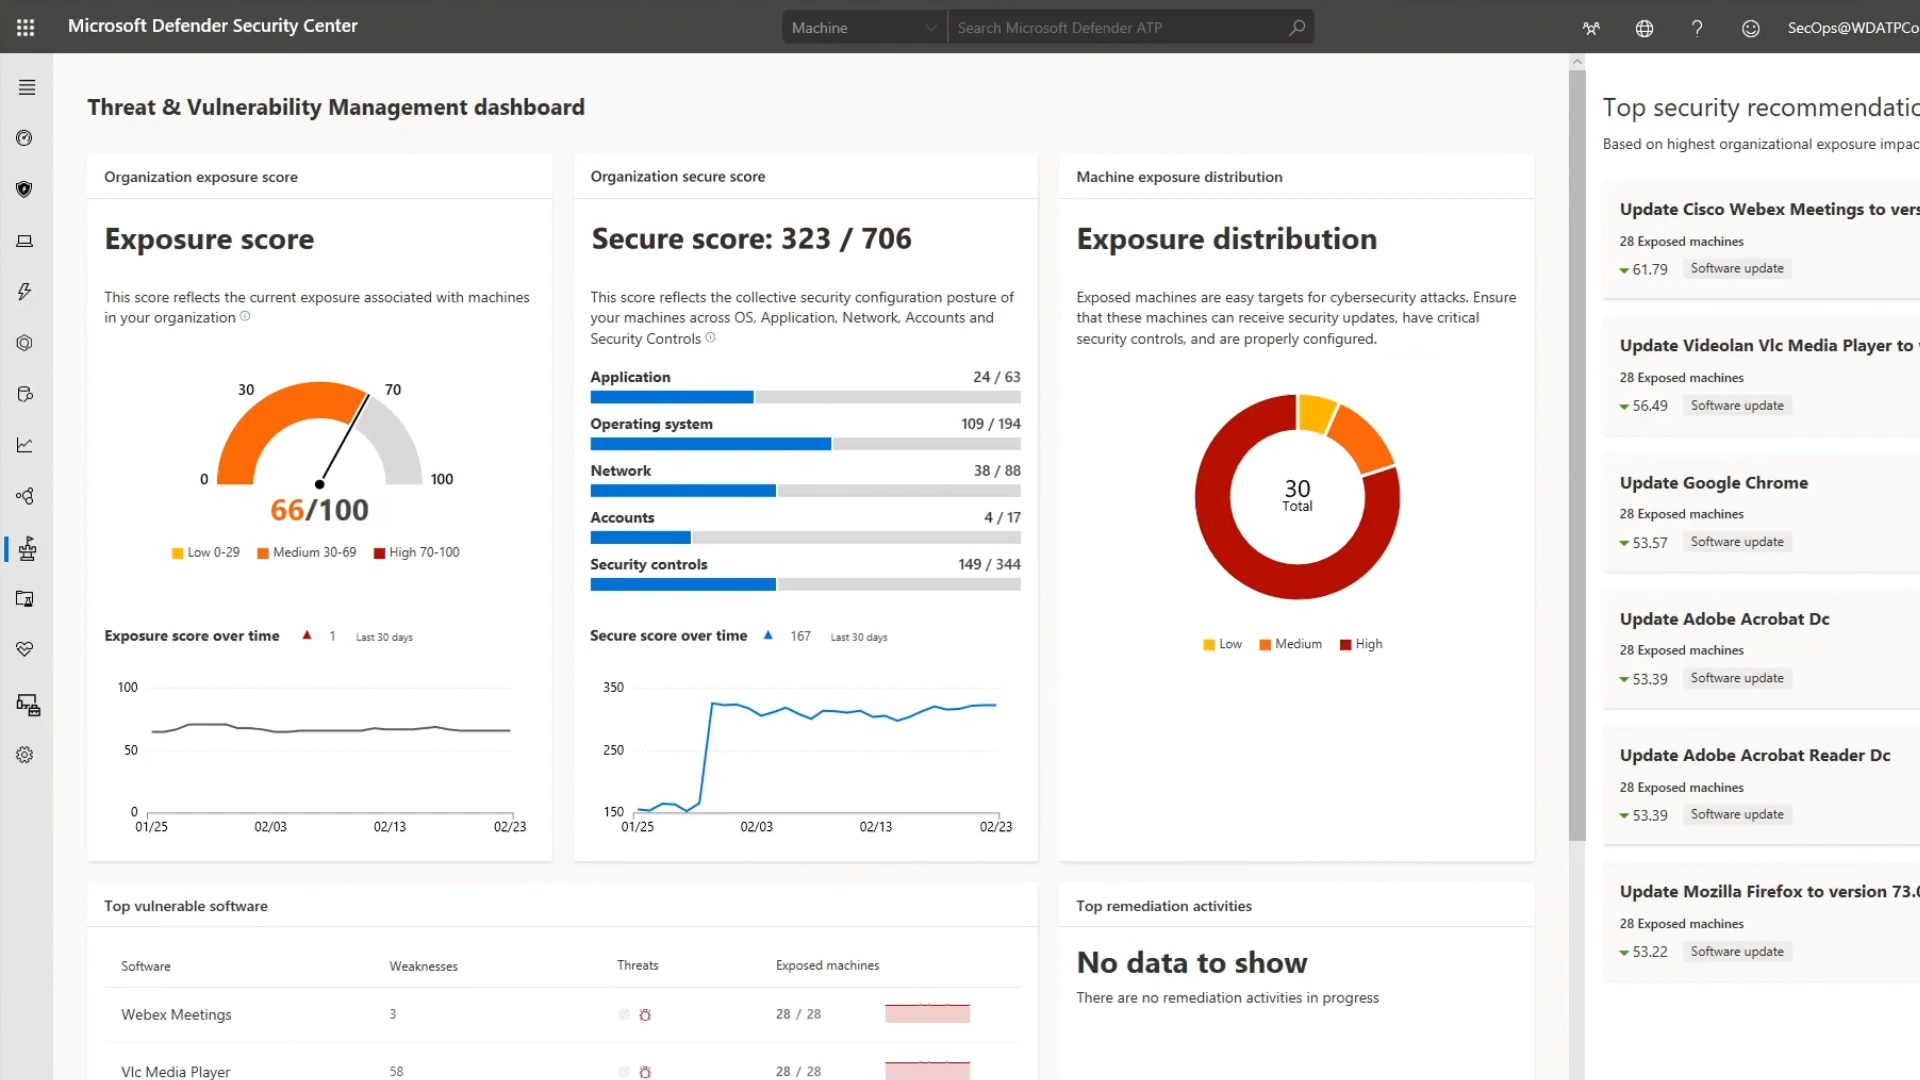 Microsoft Defender Security Center
Machine
Search Microsoft Defender ATP
SecOps@WDATPCo
Threat & Vulnerability Management dashboard
Organization exposure score
Exposure score
This score reflects the current exposure associated with machines
in your organization
30
70
0
100
66/100
Low 0-29
Medium 30-69
High 70-100
Exposure score over time
1
Last 30 days
100
50
0
01/25
02/03
02/13
02/23
Organization secure score
Secure score: 323 / 706
This score reflects the collective security configuration posture of
your machines across OS, Application, Network, Accounts and
Security Controls
Application 24 / 63
Operating system 109 / 194
Network 38 / 88
Accounts 4 / 17
Security controls 149 / 344
Secure score over time
167
Last 30 days
350
250
150
01/25
02/03
02/13
02/23
Machine exposure distribution
Exposure distribution
Exposed machines are easy targets for cybersecurity attacks. Ensure
that these machines can receive security updates, have critical
security controls, and are properly configured.
30
Total
Low
Medium
High
Top vulnerable software
Software Weaknesses Threats Exposed machines
Webex Meetings 3 28 / 28
Vlc Media Player 58 28 / 28
Top remediation activities
No data to show
There are no remediation activities in progress
Top security recommendatio
Based on highest organizational exposure impac
Update Cisco Webex Meetings to vers
28 Exposed machines
61.79 Software update
Update Videolan Vlc Media Player to
28 Exposed machines
56.49 Software update
Update Google Chrome
28 Exposed machines
53.57 Software update
Update Adobe Acrobat Dc
28 Exposed machines
53.39 Software update
Update Adobe Acrobat Reader Dc
28 Exposed machines
53.39 Software update
Update Mozilla Firefox to version 73.0
28 Exposed machines
53.22 Software update